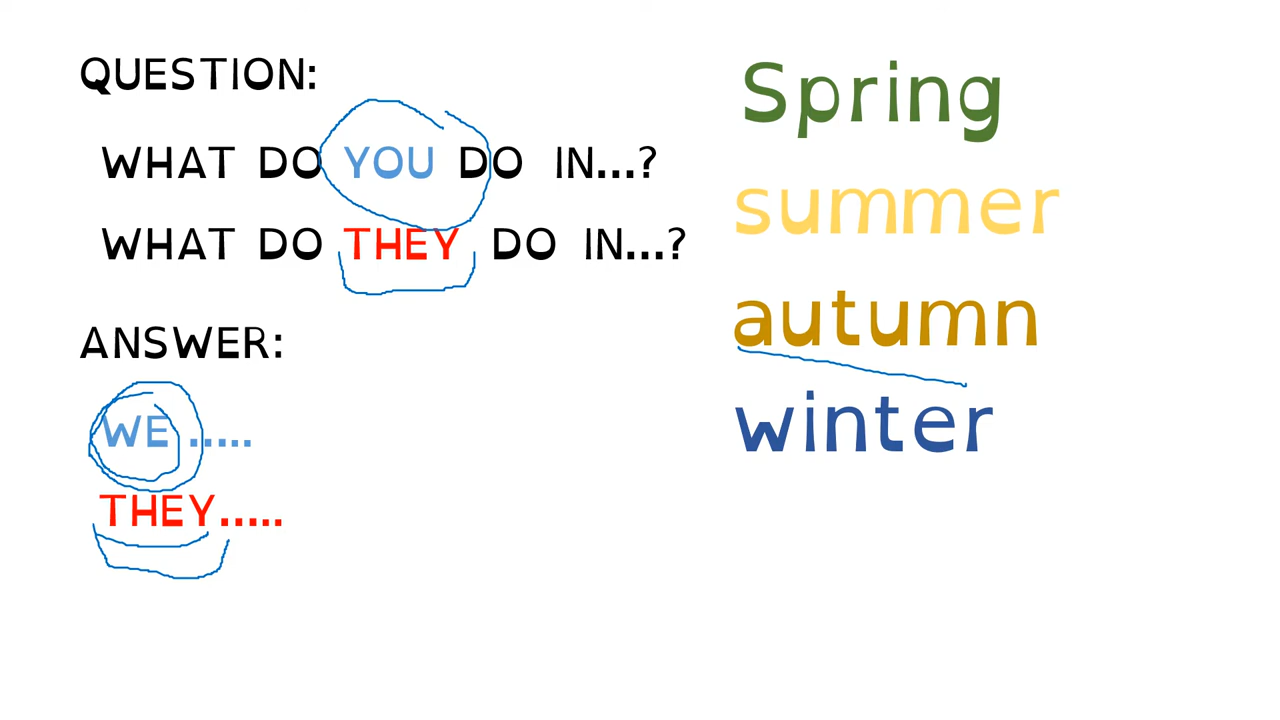 QUESTION:
WHAT DO YOU DO IN...?
WHAT DO THEY DO IN...?
ANSWER:
WE .....
THEY.....
Spring
summer
autumn
winter